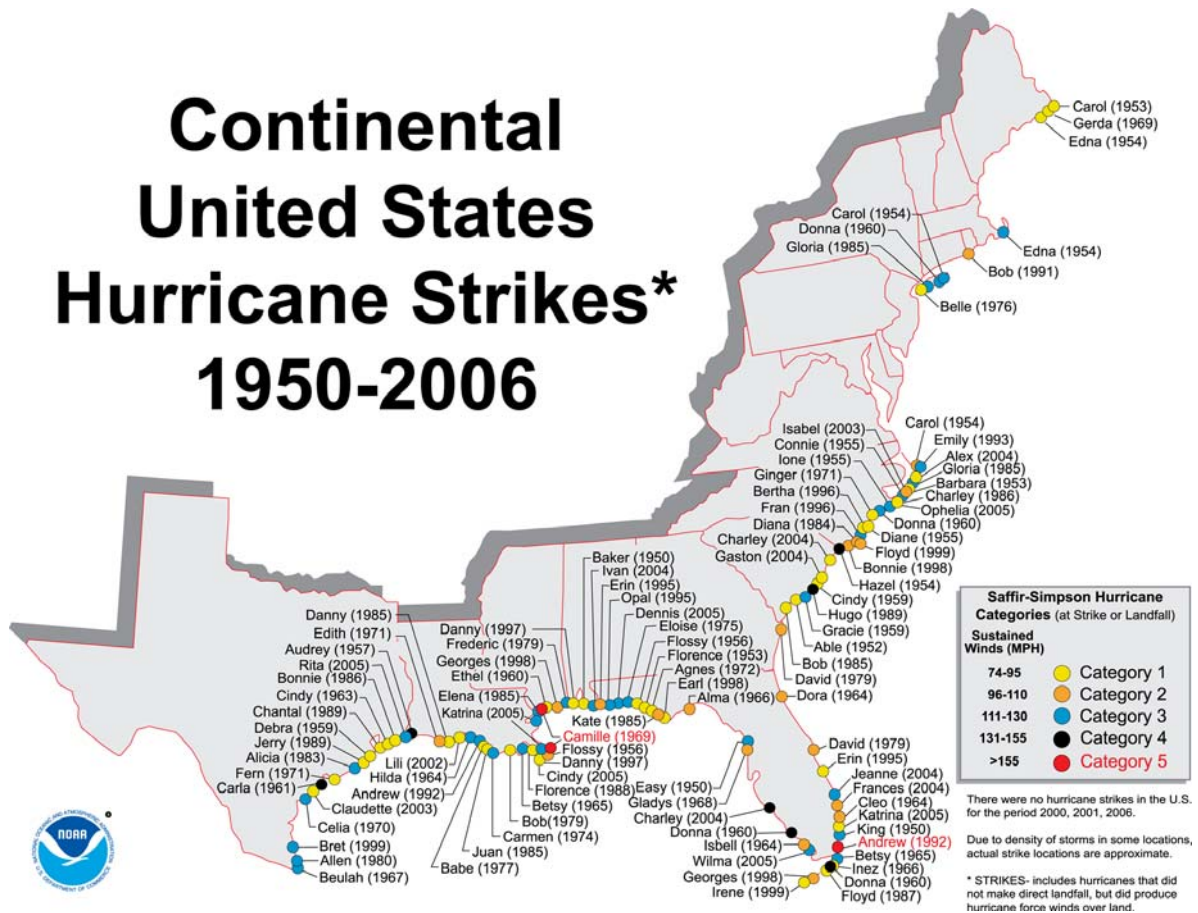 Continental
United States
Hurricane Strikes*
1950-2006
Carol (1953)
Gerda (1969)
Edna (1954)
Carol (1954)
Donna (1960)
Gloria (1985)
Edna (1954)
Bob (1991)
Belle (1976)
Isabel (2003)
Connie (1955)
Ione (1955)
Ginger (1971)
Bertha (1996)
Fran (1996)
Diana (1984)
Charley (2004)
Gaston (2004)
Carol (1954)
Emily (1993)
Alex (2004)
Gloria (1985)
Barbara (1953)
Charley (1986)
Ophelia (2005)
Donna (1960)
Diane (1955)
Floyd (1999)
Bonnie (1998)
Hazel (1954)
Cindy (1959)
Hugo (1989)
Gracie (1959)
Able (1952)
Bob (1985)
David (1979)
Dora (1964)
Baker (1950)
Ivan (2004)
Erin (1995)
Opal (1995)
Dennis (2005)
Eloise (1975)
Flossy (1956)
Florence (1953)
Agnes (1972)
Earl (1998)
Alma (1966)
Danny (1997)
Frederic (1979)
Georges (1998)
Ethel (1960)
Elena (1985)
Katrina (2005)
Kate (1985)
Camille (1969)
Flossy (1956)
Danny (1997)
Cindy (2005)
Florence (1988)
Betsy (1965)
Bob(1979)
Carmen (1974)
Juan (1985)
Babe (1977)
Andrew (1992)
Hilda (1964)
Lili (2002)
Danny (1985)
Edith (1971)
Audrey (1957)
Rita (2005)
Bonnie (1986)
Cindy (1963)
Chantal (1989)
Debra (1959)
Jerry (1989)
Alicia (1983)
Fern (1971)
Carla (1961)
Claudette (2003)
Celia (1970)
Bret (1999)
Allen (1980)
Beulah (1967)
Easy (1950)
Gladys (1968)
Charley (2004)
Donna (1960)
Isbell (1964)
Wilma (2005)
Georges (1998)
Irene (1999)
David (1979)
Erin (1995)
Jeanne (2004)
Frances (2004)
Cleo (1964)
Katrina (2005)
King (1950)
Andrew (1992)
Betsy (1965)
Inez (1966)
Donna (1960)
Floyd (1987)
Saffir-Simpson Hurricane
Categories (at Strike or Landfall)
Sustained
Winds (MPH)
74-95 Category 1
96-110 Category 2
111-130 Category 3
131-155 Category 4
>155 Category 5
There were no hurricane strikes in the U.S.
for the period 2000, 2001, 2006.
Due to density of storms in some locations,
actual strike locations are approximate.
* STRIKES- includes hurricanes that did
not make direct landfall, but did produce
hurricane force winds over land.
NATIONAL OCEANIC AND ATMOSPHERIC ADMINISTRATION
NOAA
U.S. DEPARTMENT OF COMMERCE